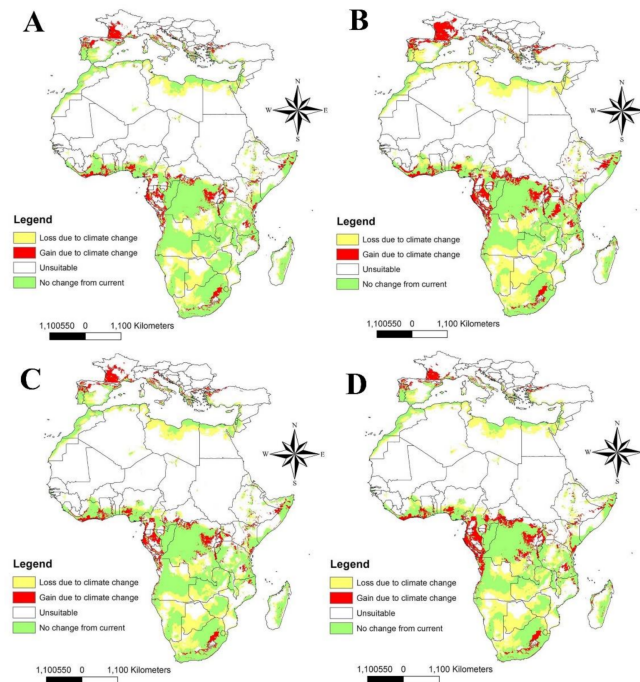 A
N
W E
S
Legend
Loss due to climate change
Gain due to climate change
Unsuitable
No change from current
1,100550 0 1,100 Kilometers
B
N
W E
S
Legend
Loss due to climate change
Gain due to climate change
Unsuitable
No change from current
1,100550 0 1,100 Kilometers
C
N
W E
S
Legend
Loss due to climate change
Gain due to climate change
Unsuitable
No change from current
1,100550 0 1,100 Kilometers
D
N
W E
S
Legend
Loss due to climate change
Gain due to climate change
Unsuitable
No change from current
1,100550 0 1,100 Kilometers